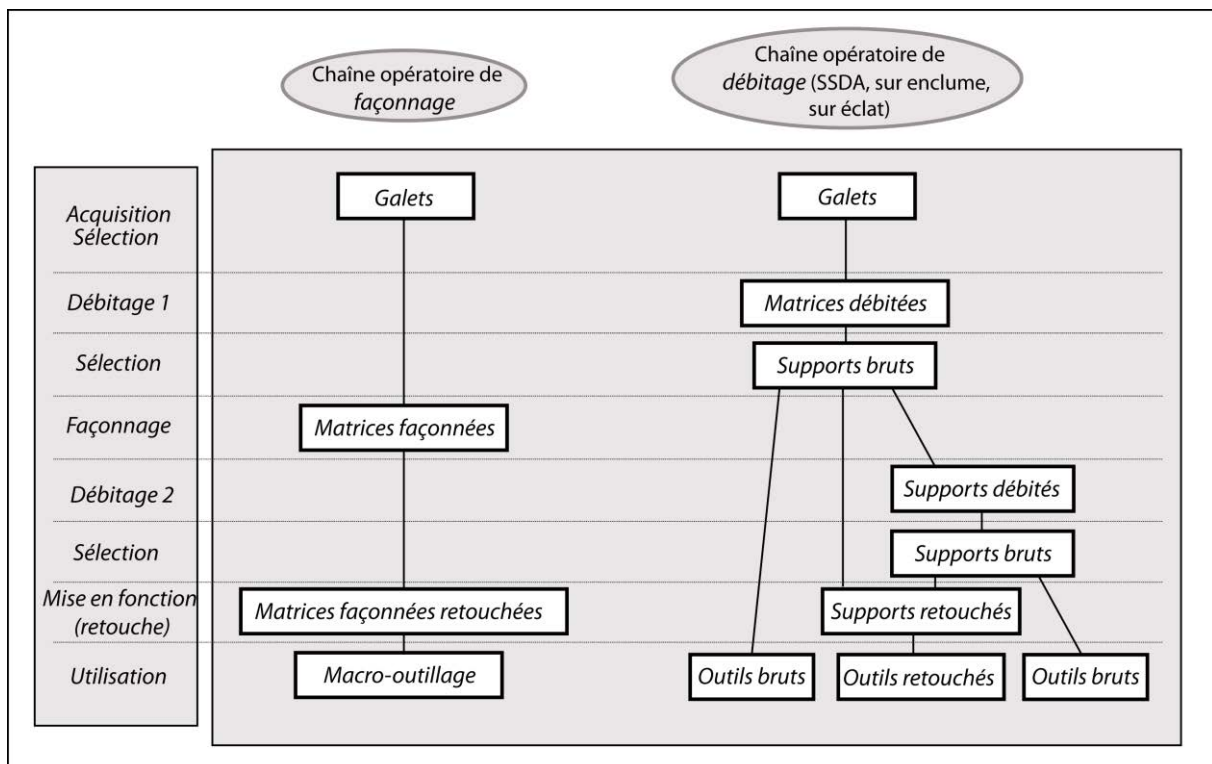 Chaîne opératoire de
façonnage
Chaîne opératoire de
débitage (SSDA, sur enclume,
sur éclat)
Acquisition
Sélection
Galets
Galets
Débitage 1
Matrices débitées
Sélection
Supports bruts
Façonnage
Matrices façonnées
Débitage 2
Supports débités
Sélection
Supports bruts
Mise en fonction
(retouche)
Matrices façonnées retouchées
Supports retouchés
Utilisation
Macro-outillage
Outils bruts
Outils retouchés
Outils bruts